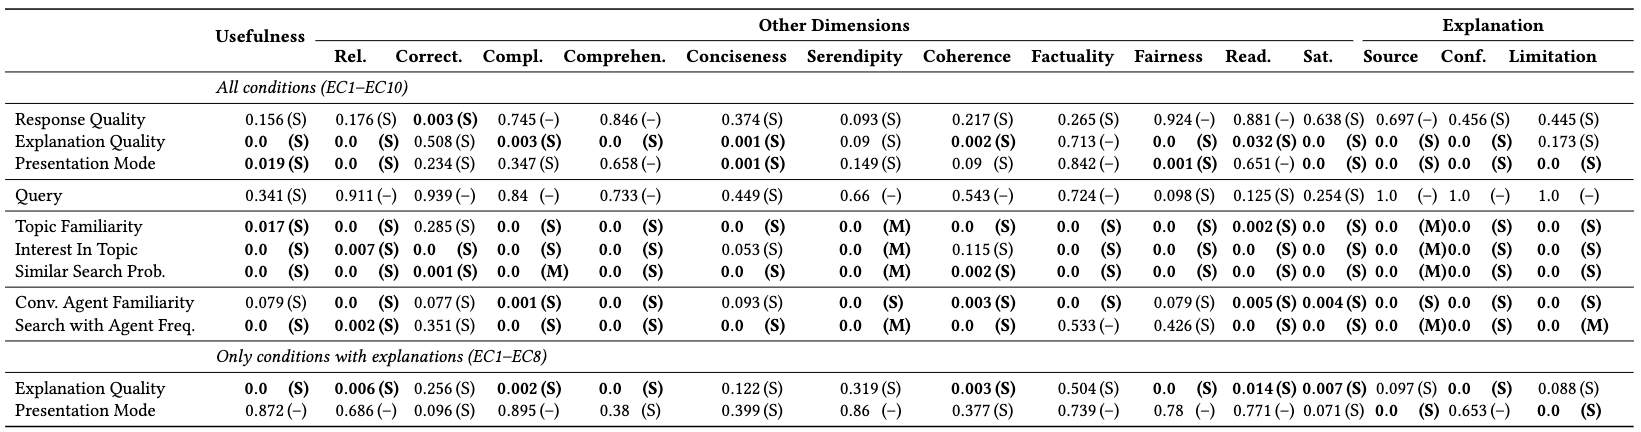 Usefulness Other Dimensions Explanation
Rel. Correct. Compl. Comprehen. Conciseness Serendipity Coherence Factuality Fairness Read. Sat. Source Conf. Limitation
All conditions (EC1–EC10)
Response Quality 0.156 (S) 0.176 (S) 0.003 (S) 0.745 (–) 0.846 (–) 0.374 (S) 0.093 (S) 0.217 (S) 0.265 (S) 0.924 (–) 0.881 (–) 0.638 (S) 0.697 (–) 0.456 (S) 0.445 (S)
Explanation Quality 0.0 (S) 0.0 (S) 0.508 (S) 0.003 (S) 0.0 (S) 0.001 (S) 0.09 (S) 0.002 (S) 0.713 (–) 0.0 (S) 0.032 (S) 0.0 (S) 0.0 (S) 0.0 (S) 0.173 (S)
Presentation Mode 0.019 (S) 0.0 (S) 0.234 (S) 0.347 (S) 0.658 (–) 0.001 (S) 0.149 (S) 0.09 (S) 0.842 (–) 0.001 (S) 0.651 (–) 0.0 (S) 0.0 (S) 0.0 (S) 0.0 (S)
Query 0.341 (S) 0.911 (–) 0.939 (–) 0.84 (–) 0.733 (–) 0.449 (S) 0.66 (–) 0.543 (–) 0.724 (–) 0.098 (S) 0.125 (S) 0.254 (S) 1.0 (–) 1.0 (–) 1.0 (–)
Topic Familiarity 0.017 (S) 0.0 (S) 0.285 (S) 0.0 (S) 0.0 (S) 0.0 (S) 0.0 (M) 0.0 (S) 0.0 (S) 0.0 (S) 0.002 (S) 0.0 (S) 0.0 (M) 0.0 (S) 0.0 (S)
Interest In Topic 0.0 (S) 0.007 (S) 0.0 (S) 0.0 (S) 0.0 (S) 0.053 (S) 0.0 (M) 0.115 (S) 0.0 (S) 0.0 (S) 0.0 (S) 0.0 (S) 0.0 (M) 0.0 (S) 0.0 (S)
Similar Search Prob. 0.0 (S) 0.0 (S) 0.001 (S) 0.0 (M) 0.0 (S) 0.0 (S) 0.0 (M) 0.002 (S) 0.0 (S) 0.0 (S) 0.0 (S) 0.0 (S) 0.0 (M) 0.0 (S) 0.0 (S)
Conv. Agent Familiarity 0.079 (S) 0.0 (S) 0.077 (S) 0.001 (S) 0.0 (S) 0.093 (S) 0.0 (S) 0.003 (S) 0.0 (S) 0.079 (S) 0.005 (S) 0.004 (S) 0.0 (S) 0.0 (S) 0.0 (S)
Search with Agent Freq. 0.0 (S) 0.002 (S) 0.351 (S) 0.0 (S) 0.0 (S) 0.0 (S) 0.0 (M) 0.0 (S) 0.533 (–) 0.426 (S) 0.0 (S) 0.0 (S) 0.0 (M) 0.0 (S) 0.0 (M)
Only conditions with explanations (EC1–EC8)
Explanation Quality 0.0 (S) 0.006 (S) 0.256 (S) 0.002 (S) 0.0 (S) 0.122 (S) 0.319 (S) 0.003 (S) 0.504 (S) 0.0 (S) 0.014 (S) 0.007 (S) 0.097 (S) 0.0 (S) 0.088 (S)
Presentation Mode 0.872 (–) 0.686 (–) 0.096 (S) 0.895 (–) 0.38 (S) 0.399 (S) 0.86 (–) 0.377 (S) 0.739 (–) 0.78 (–) 0.771 (–) 0.071 (S) 0.0 (S) 0.653 (–) 0.0 (S)